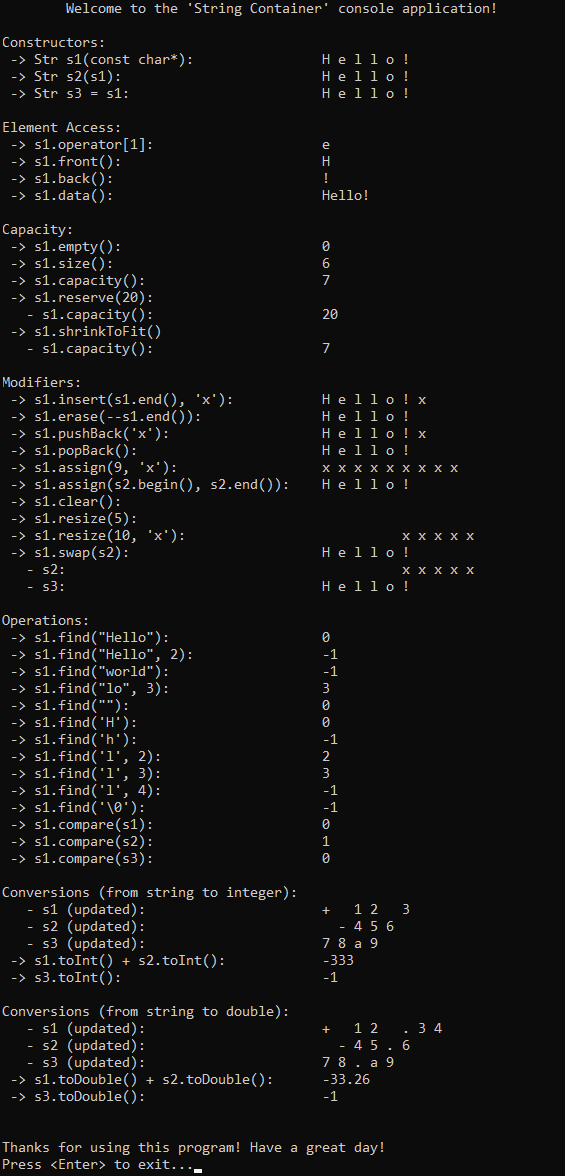 Welcome to the 'String Container' console application!
Constructors:
-> Str s1(const char*): H e l l o !
-> Str s2(s1): H e l l o !
-> Str s3 = s1: H e l l o !
Element Access:
-> s1.operator[1]: e
-> s1.front(): H
-> s1.back(): !
-> s1.data(): Hello!
Capacity:
-> s1.empty(): 0
-> s1.size(): 6
-> s1.capacity(): 7
-> s1.reserve(20):
- s1.capacity(): 20
-> s1.shrinkToFit()
- s1.capacity(): 7
Modifiers:
-> s1.insert(s1.end(), 'x'): H e l l o ! x
-> s1.erase(--s1.end()): H e l l o !
-> s1.pushBack('x'): H e l l o ! x
-> s1.popBack(): H e l l o !
-> s1.assign(9, 'x'): x x x x x x x x x
-> s1.assign(s2.begin(), s2.end()): H e l l o !
-> s1.clear():
-> s1.resize(5):
-> s1.resize(10, 'x'): x x x x x
-> s1.swap(s2): H e l l o !
- s2: x x x x x
- s3: H e l l o !
Operations:
-> s1.find("Hello"): 0
-> s1.find("Hello", 2): -1
-> s1.find("world"): -1
-> s1.find("lo", 3): 3
-> s1.find(""): 0
-> s1.find('H'): 0
-> s1.find('h'): -1
-> s1.find('l', 2): 2
-> s1.find('l', 3): 3
-> s1.find('l', 4): -1
-> s1.find('\0'): -1
-> s1.compare(s1): 0
-> s1.compare(s2): 1
-> s1.compare(s3): 0
Conversions (from string to integer):
- s1 (updated): +   1 2   3
- s2 (updated): - 4 5 6
- s3 (updated): 7 8 a 9
-> s1.toInt() + s2.toInt(): -333
-> s3.toInt(): -1
Conversions (from string to double):
- s1 (updated): +   1 2   . 3 4
- s2 (updated): - 4 5 . 6
- s3 (updated): 7 8 . a 9
-> s1.toDouble() + s2.toDouble(): -33.26
-> s3.toDouble(): -1
Thanks for using this program! Have a great day!
Press <Enter> to exit..._